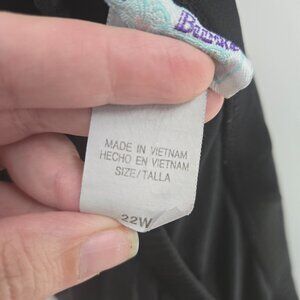 MADE IN VIETNAM
HECHO EN VIETNAM
SIZE/TALLA
22W